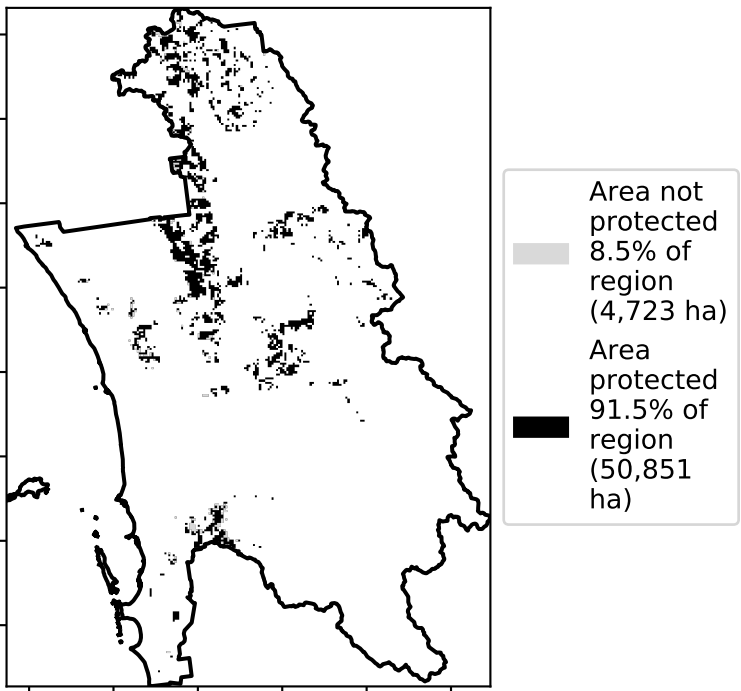 Area not
protected
8.5% of
region
(4,723 ha)
Area
protected
91.5% of
region
(50,851
ha)